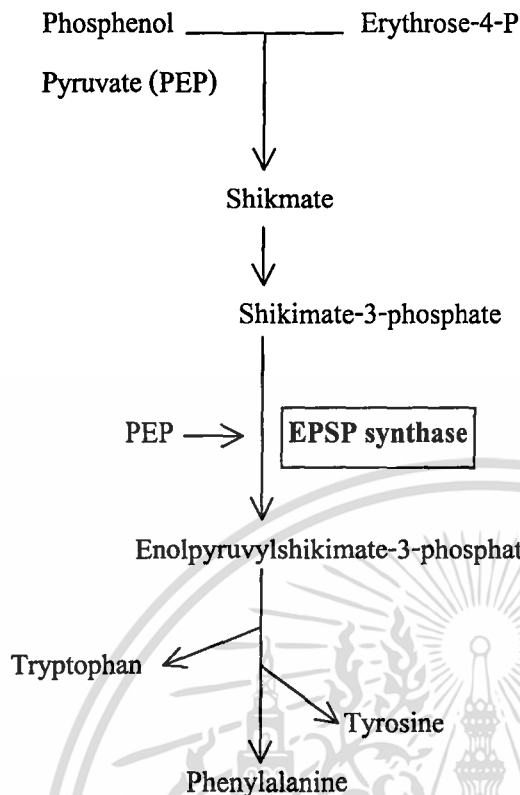 Phosphenol Erythrose-4-P
Pyruvate (PEP)
Shikmate
Shikimate-3-phosphate
PEP EPSP synthase
Enolpyruvylshikimate-3-phosphat
Tryptophan
Tyrosine
Phenylalanine